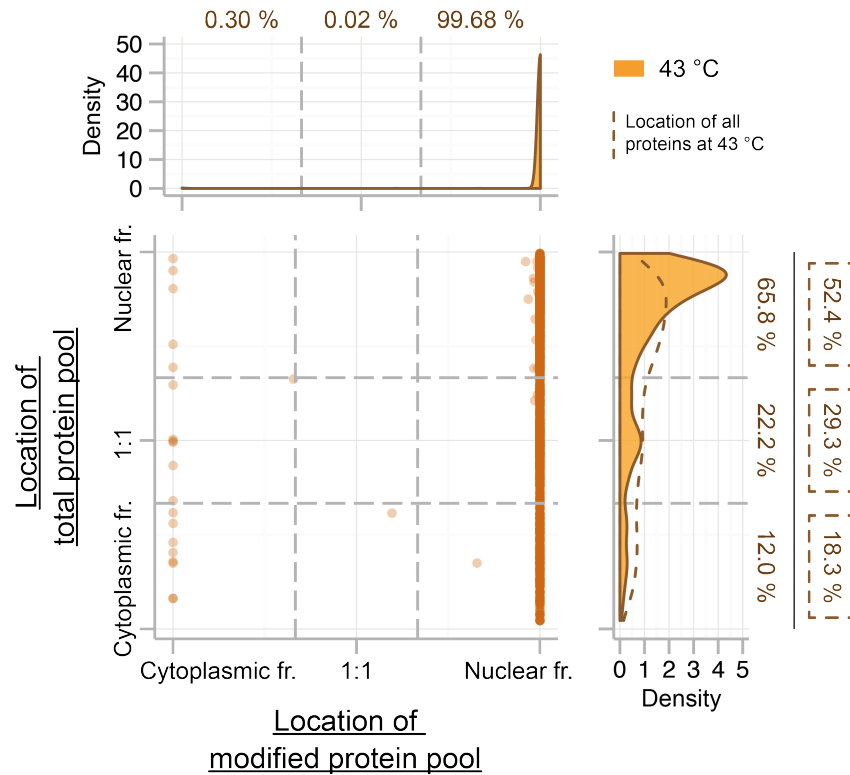 0.30 % 0.02 % 99.68 %
Density
50
40
30
20
10
0
43 °C
Location of all
proteins at 43 °C
Location of
total protein pool
Nuclear fr.
1:1
Cytoplasmic fr.
65.8 %
22.2 %
12.0 %
52.4 %
29.3 %
18.3 %
Cytoplasmic fr. 1:1 Nuclear fr.
0 1 2 3 4 5
Density
Location of
modified protein pool